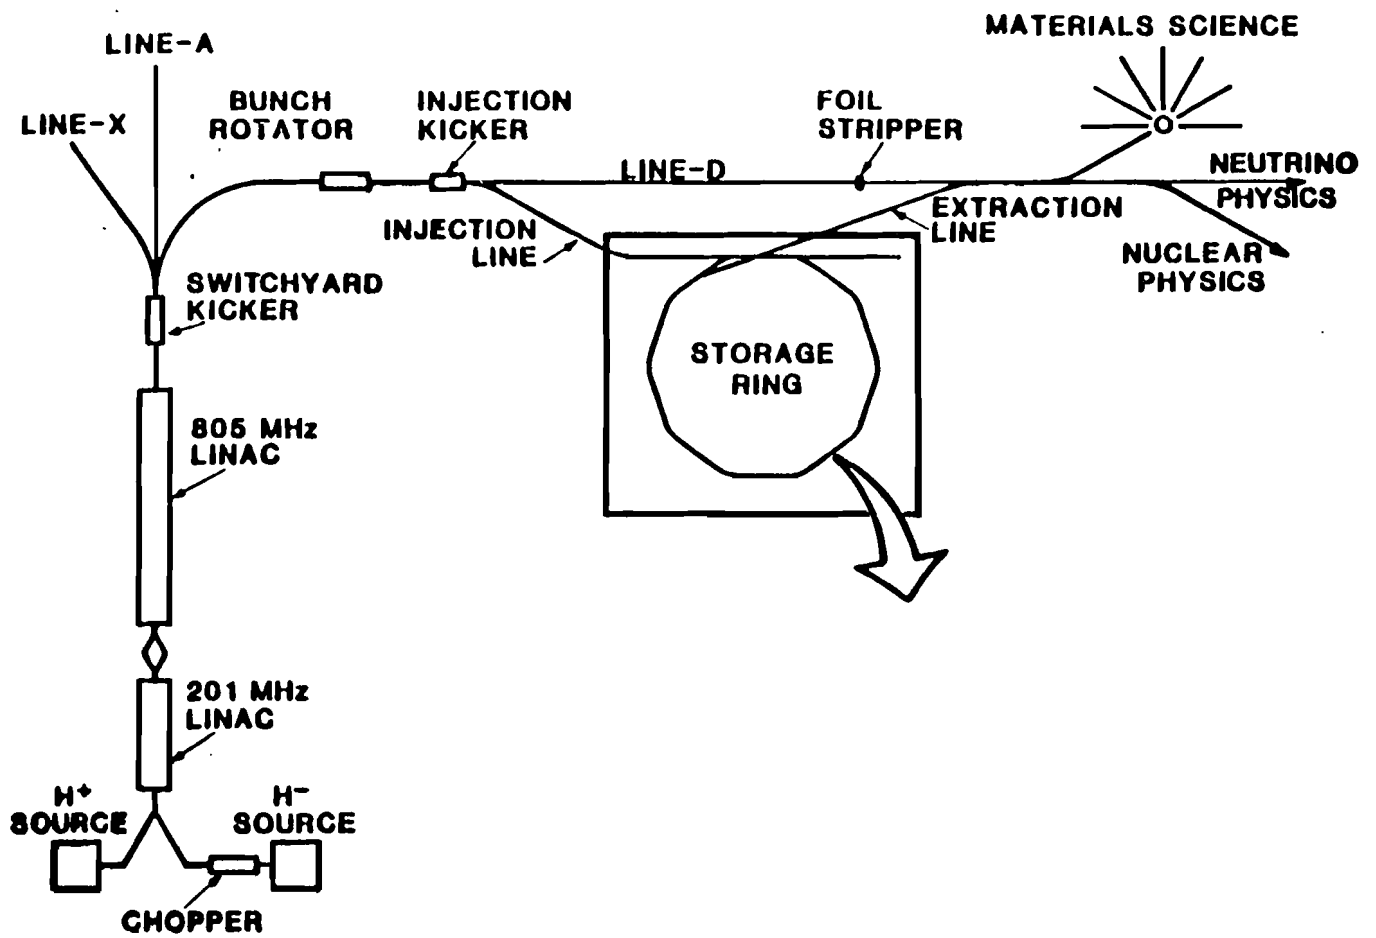 MATERIALS SCIENCE
LINE-A
LINE-X
BUNCH
ROTATOR
INJECTION
KICKER
FOIL
STRIPPER
LINE-D
NEUTRINO
PHYSICS
INJECTION
LINE
EXTRACTION
LINE
NUCLEAR
PHYSICS
SWITCHYARD
KICKER
STORAGE
RING
805 MHz
LINAC
201 MHz
LINAC
H+
SOURCE
H−
SOURCE
CHOPPER